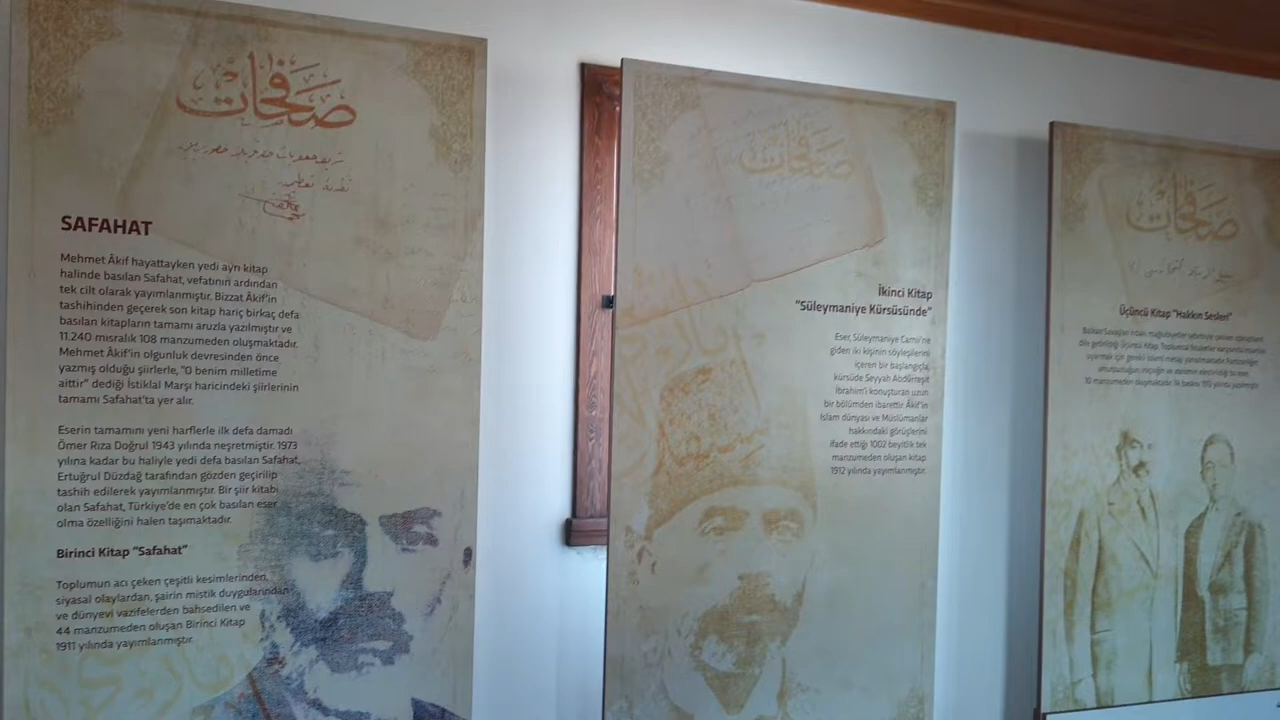 صفحات
SAFAHAT
Mehmet Âkif hayattayken yedi ayrı kitap
halinde basılan Safahat, vefatının ardından
tek cilt olarak yayımlanmıştır. Bizzat Âkif'in
tashihinden geçerek son kitap hariç birkaç defa
basılan kitapların tamamı aruzla yazılmıştır ve
11.240 mısralık 108 manzumeden oluşmaktadır.
Mehmet Âkif'in olgunluk devresinden önce
yazmış olduğu şiirlerle, "O benim milletime
aittir" dediği İstiklal Marşı haricindeki şiirlerinin
tamamı Safahat'ta yer alır.
Eserin tamamını yeni harflerle ilk defa damadı
Ömer Rıza Doğrul 1943 yılında neşretmiştir. 1973
yılına kadar bu haliyle yedi defa basılan Safahat,
Ertuğrul Düzdağ tarafından gözden geçirilip
tashih edilerek yayımlanmıştır. Bir şiir kitabı
olan Safahat, Türkiye'de en çok basılan eser
olma özelliğini halen taşımaktadır.
Birinci Kitap "Safahat"
Toplumun acı çeken çeşitli kesimlerinden,
siyasal olaylardan, şairin mistik duygularından
ve dünyevi vazifelerden bahsedilen ve
44 manzumeden oluşan Birinci Kitap
1911 yılında yayımlanmıştır.
صفحات
İkinci Kitap
"Süleymaniye Kürsüsünde"
Eser, Süleymaniye Camii'ne
giden iki kişinin söyleşilerini
içeren bir başlangıçla,
kürsüde Seyyah Abdürreşit
İbrahim'i konuşturan uzun
bir bölümden ibarettir. Âkif'in
İslam dünyası ve Müslümanlar
hakkındaki görüşlerini
ifade ettiği 1002 beyitlik tek
manzumeden oluşan kitap
1912 yılında yayımlanmıştır.
صفحات
Üçüncü Kitap "Hakkın Sesleri"